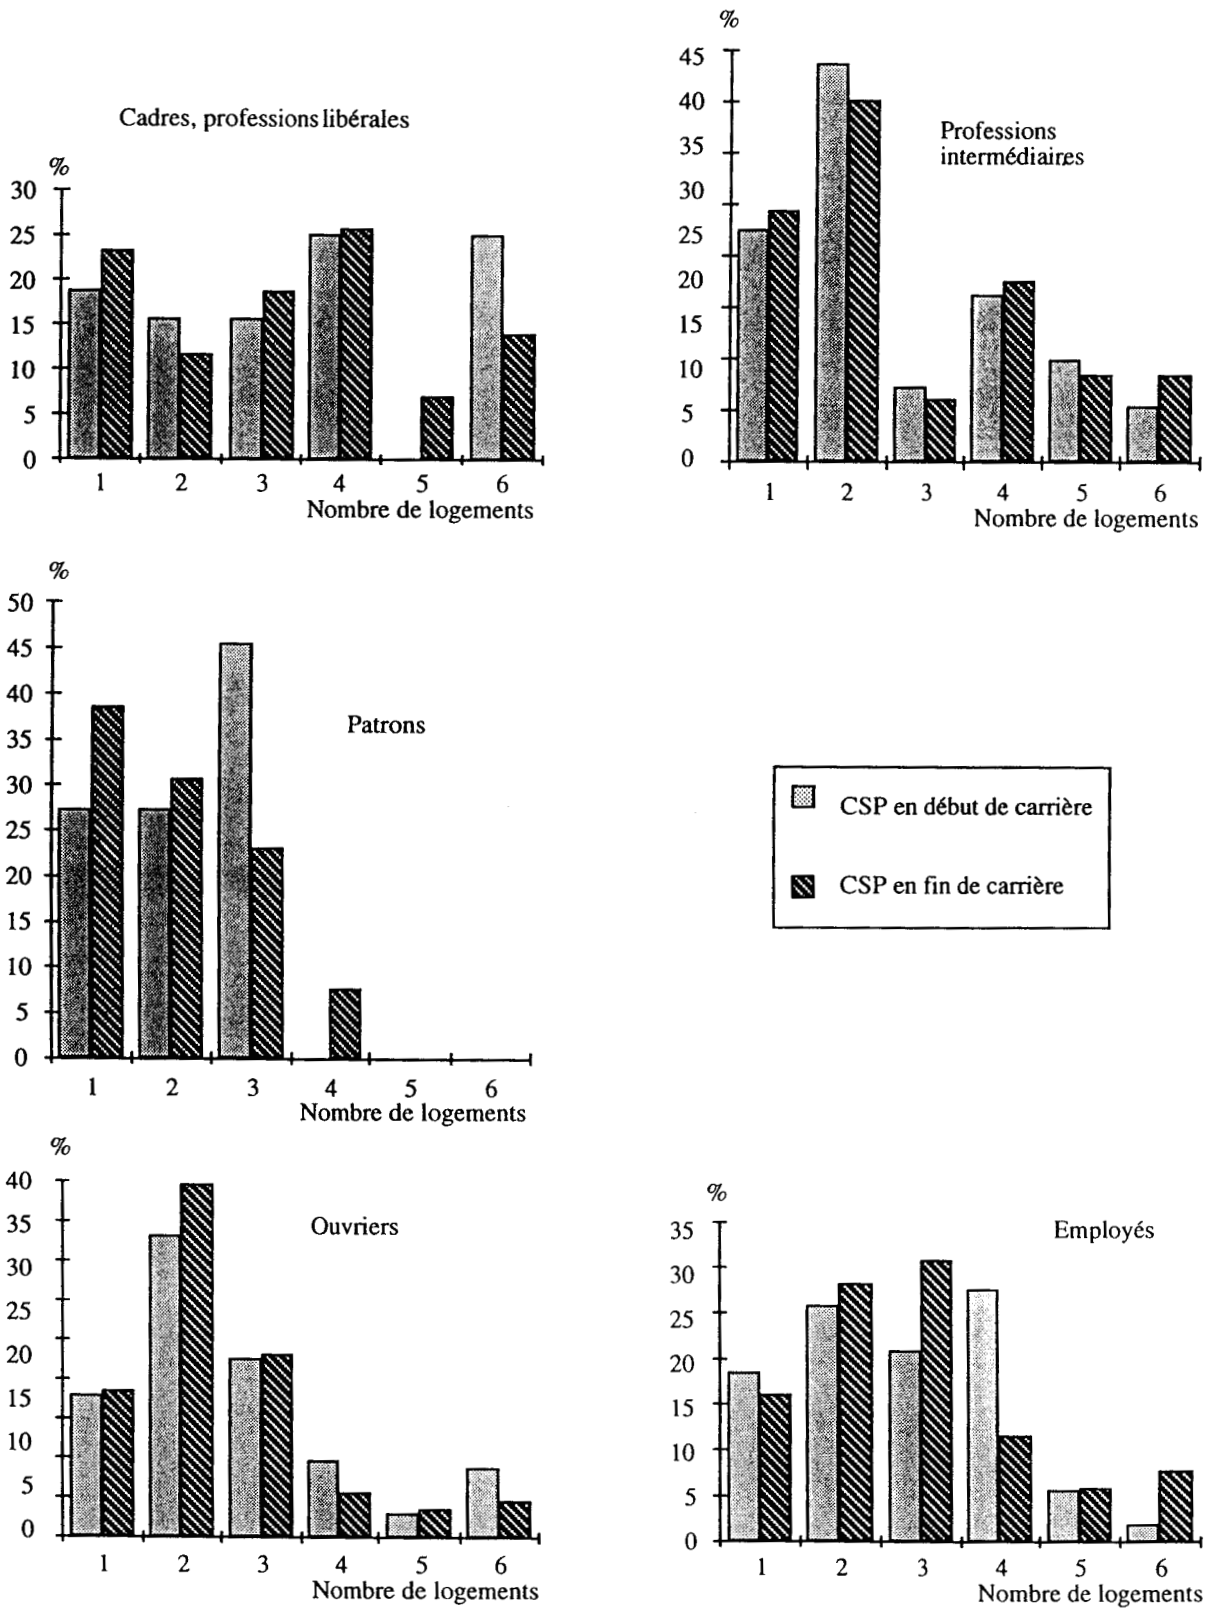 Cadres, professions libérales
%
30
25
20
15
10
5
0
1 2 3 4 5 6
Nombre de logements
%
45
40
35
30
25
20
15
10
5
0
Professions
intermédiaires
1 2 3 4 5 6
Nombre de logements
%
50
45
40
35
30
25
20
15
10
5
0
Patrons
1 2 3 4 5 6
Nombre de logements
CSP en début de carrière
CSP en fin de carrière
%
40
35
30
25
20
15
10
5
0
Ouvriers
1 2 3 4 5 6
Nombre de logements
%
35
30
25
20
15
10
5
0
Employés
1 2 3 4 5 6
Nombre de logements